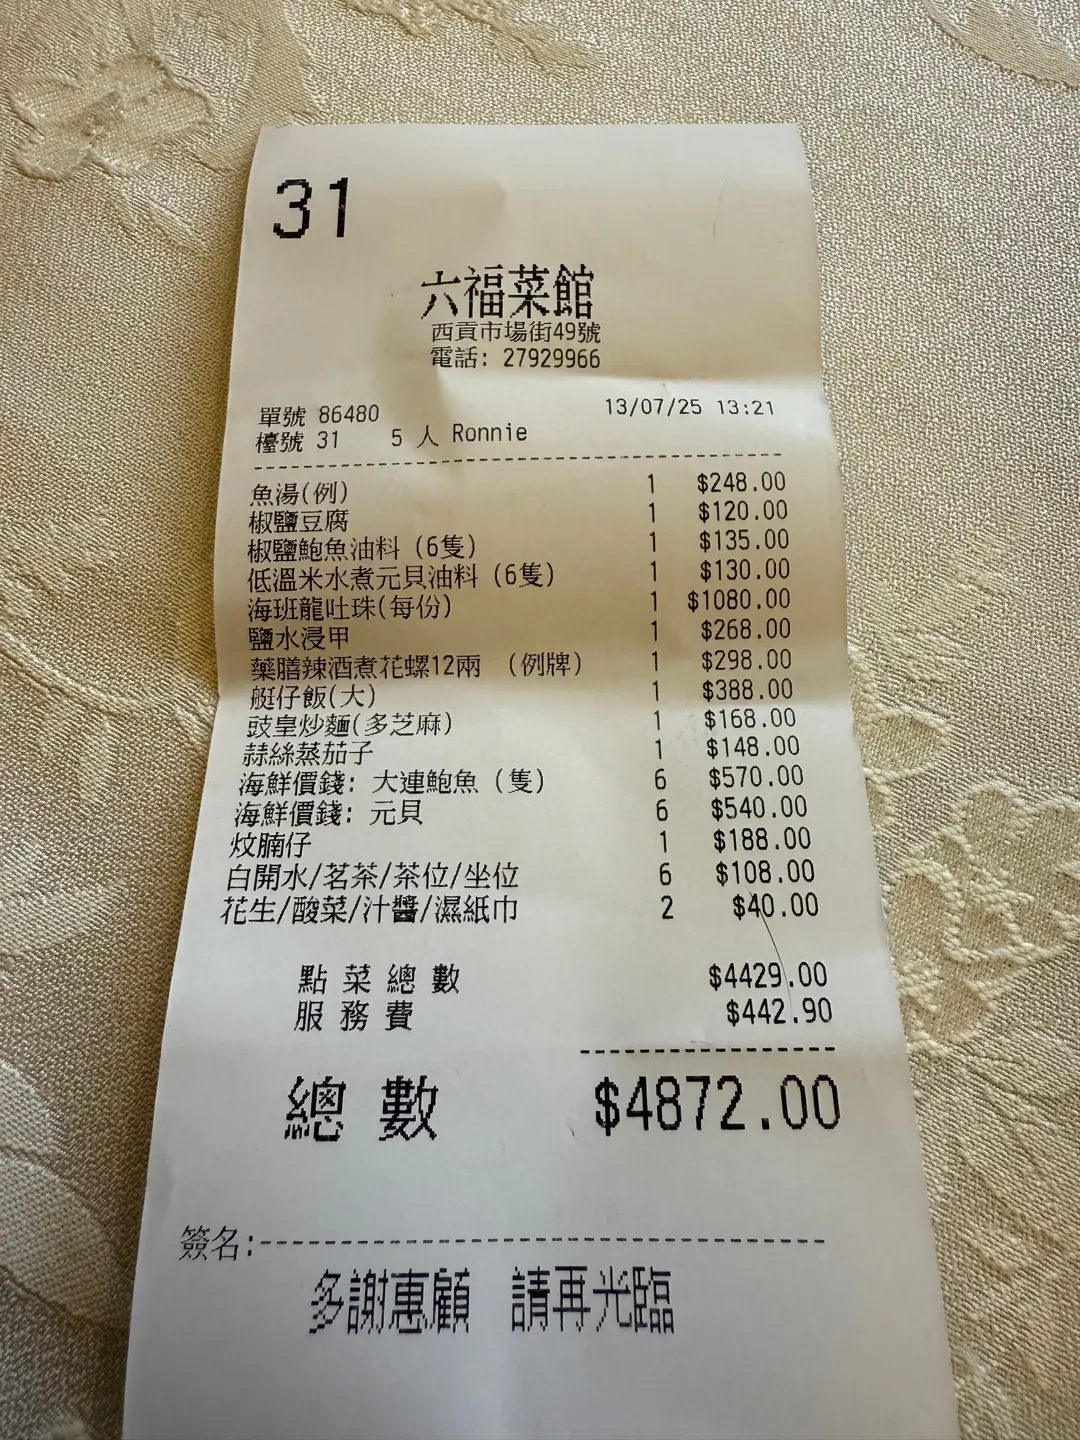 31
六福菜館
西貢市場街49號
電話: 27929966
單號 86480 13/07/25 13:21
檯號 31 5 人 Ronnie
魚湯(例) 1 $248.00
椒鹽豆腐 1 $120.00
椒鹽鮑魚油料 (6隻) 1 $135.00
低溫米水煮元貝油料 (6隻) 1 $130.00
海班龍吐珠(每份) 1 $1080.00
鹽水浸甲 1 $268.00
藥膳辣酒煮花螺12兩 (例牌) 1 $298.00
艇仔飯(大) 1 $388.00
豉皇炒麵(多芝麻) 1 $168.00
蒜絲蒸茄子 1 $148.00
海鮮價錢: 大連鮑魚 (隻) 6 $570.00
海鮮價錢: 元貝 6 $540.00
炆腩仔 1 $188.00
白開水/茗茶/茶位/坐位 6 $108.00
花生/酸菜/汁醬/濕紙巾 2 $40.00
點菜總數 $4429.00
服務費 $442.90
總數 $4872.00
簽名:
多謝惠顧 請再光臨